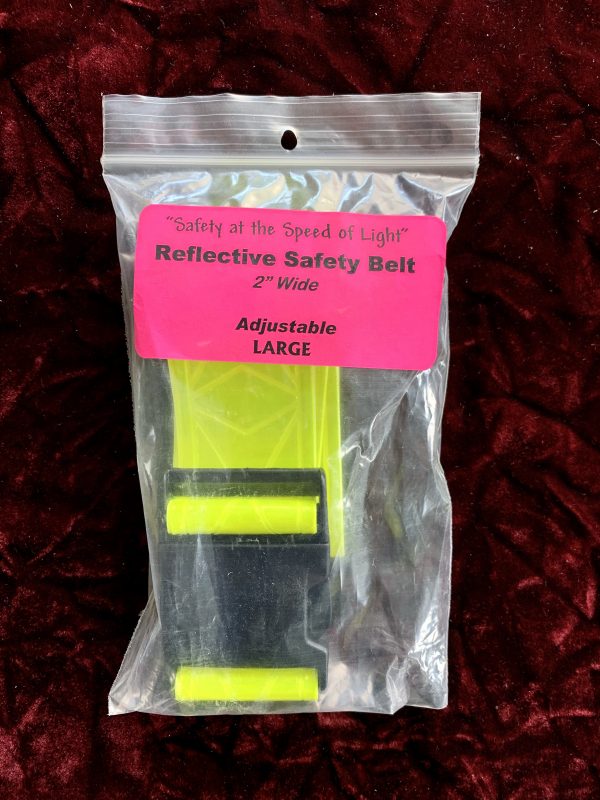 "Safety at the Speed of Light"
Reflective Safety Belt
2" Wide
Adjustable
LARGE